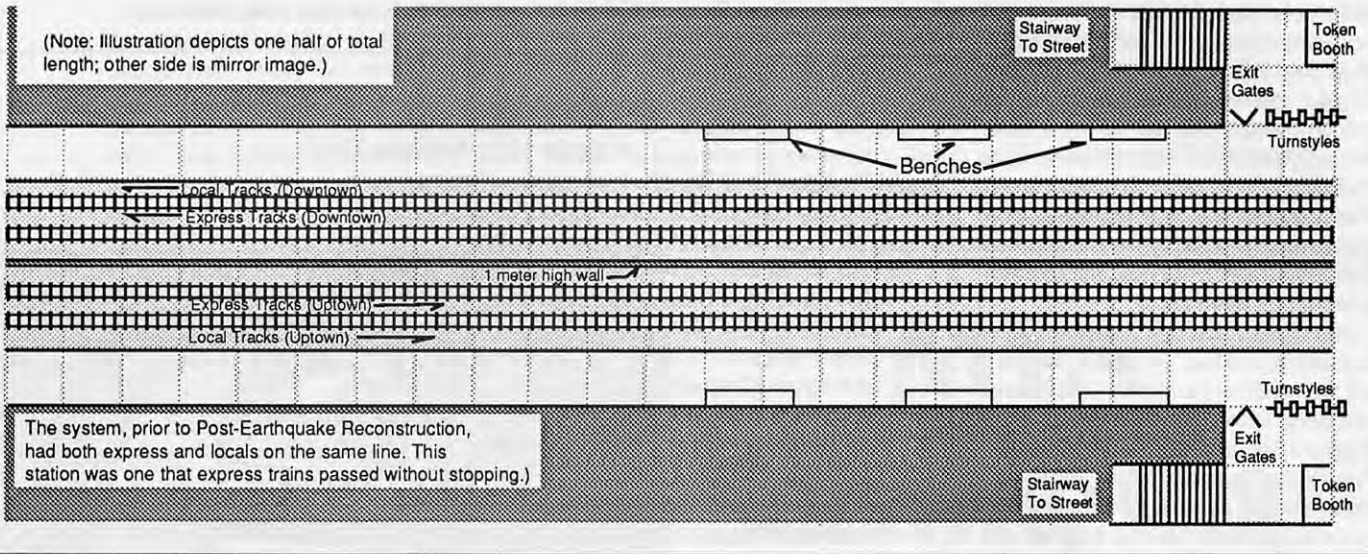 (Note: Illustration depicts one half of total
length; other side is mirror image.)
Stairway
To Street
Token
Booth
Exit
Gates
Turnstyles
Benches
Local Tracks (Downtown)
Express Tracks (Downtown)
1 meter high wall
Express Tracks (Uptown)
Local Tracks (Uptown)
Turnstyles
The system, prior to Post-Earthquake Reconstruction,
had both express and locals on the same line. This
station was one that express trains passed without stopping.)
Exit
Gates
Stairway
To Street
Token
Booth